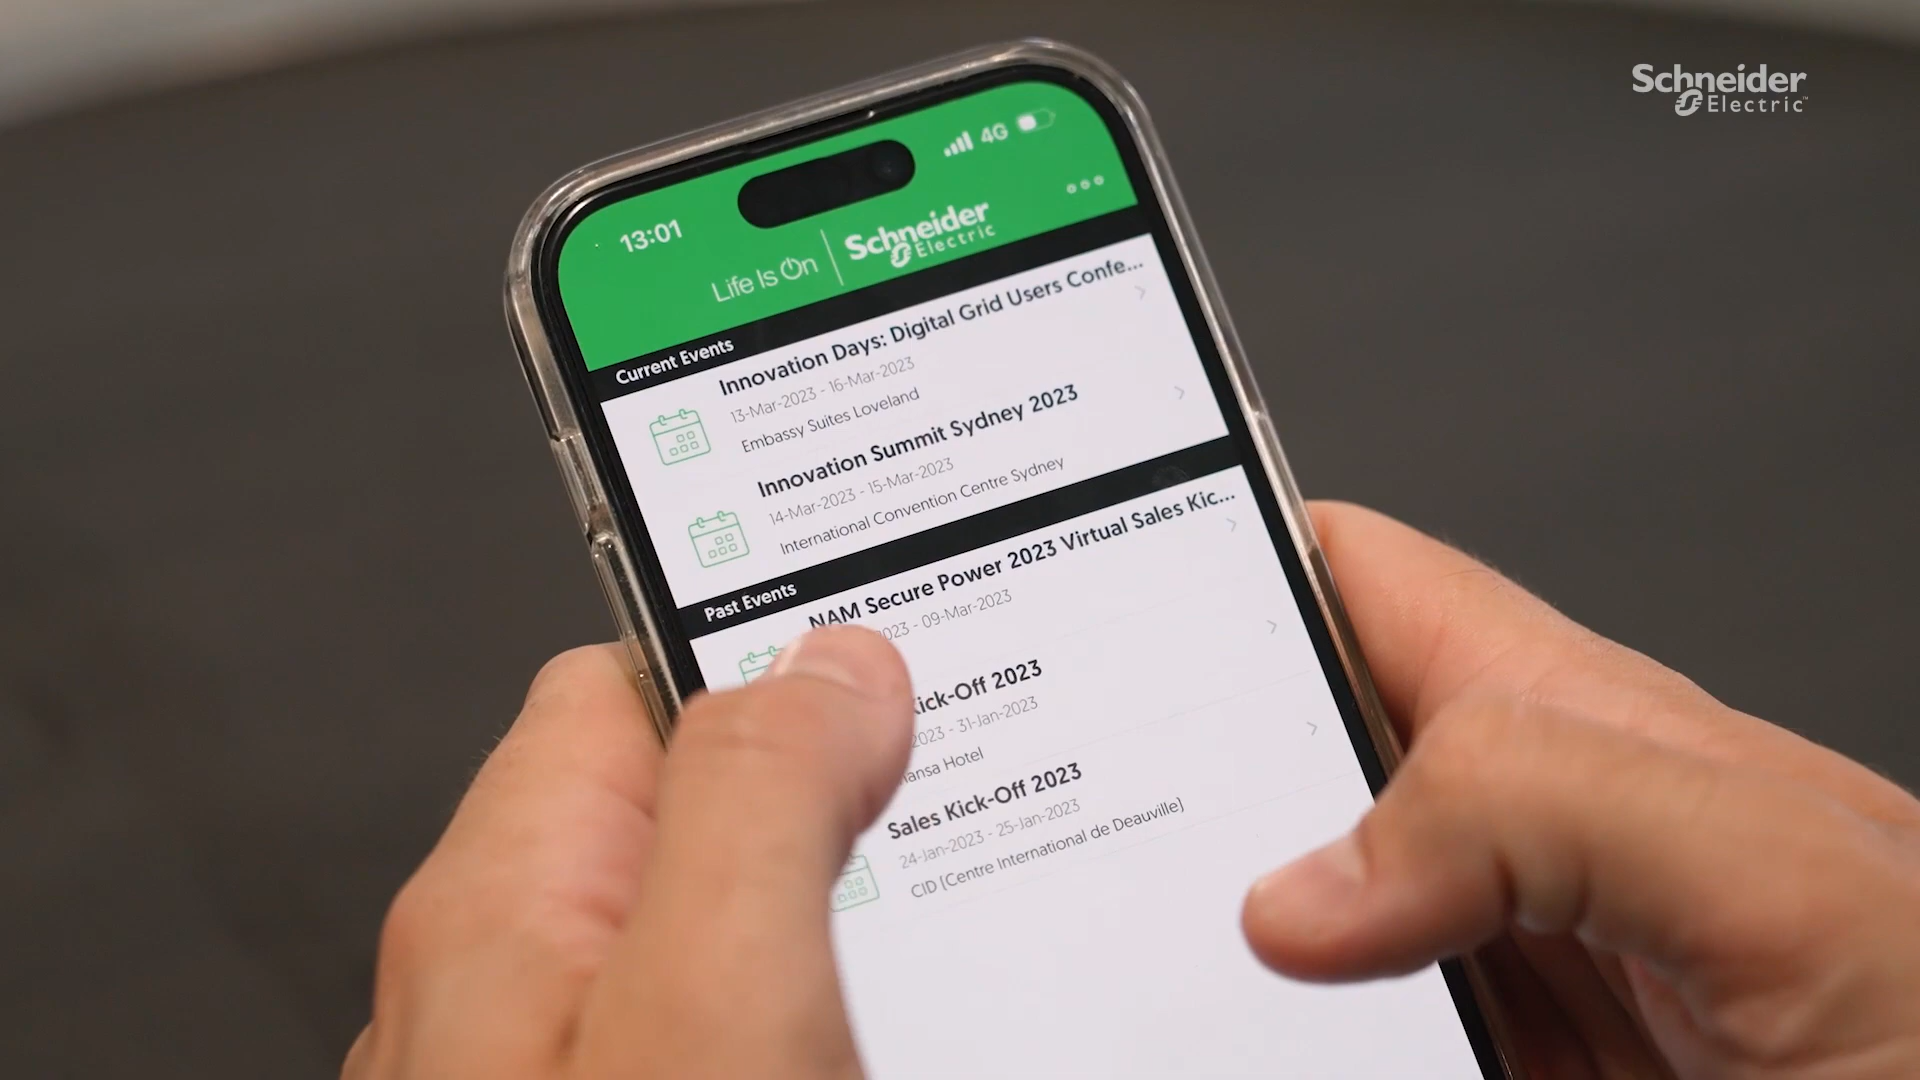 Schneider
Electric
13:01
4G
Life Is On
Schneider
Electric
Current Events
Innovation Days: Digital Grid Users Confe...
13-Mar-2023 - 16-Mar-2023
Embassy Suites Loveland
Innovation Summit Sydney 2023
14-Mar-2023 - 15-Mar-2023
International Convention Centre Sydney
Past Events
NAM Secure Power 2023 Virtual Sales Kic...
2023 - 09-Mar-2023
Kick-Off 2023
2023 - 31-Jan-2023
Hotel
Sales Kick-Off 2023
24-Jan-2023 - 25-Jan-2023
CID [Centre International de Deauville]